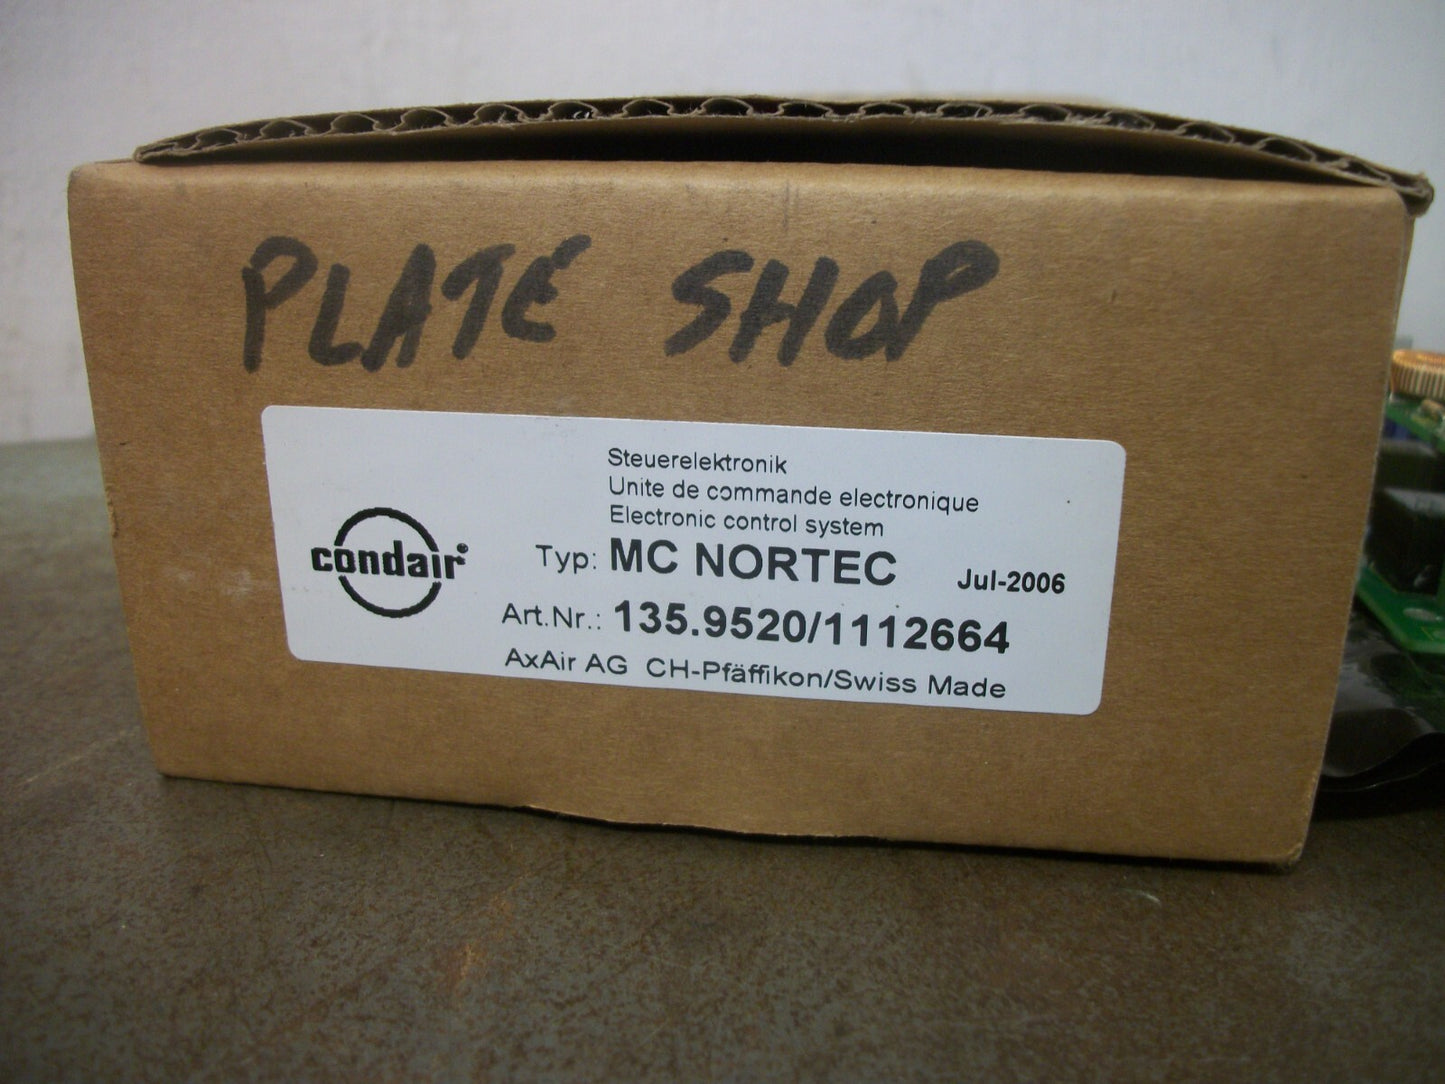 PLATE SHOP
Steuerelektronik
Unite de commande electronique
Electronic control system
condair®
Typ: MC NORTEC Jul-2006
Art.Nr.: 135.9520/1112664
AxAir AG CH-Pfäffikon/Swiss Made